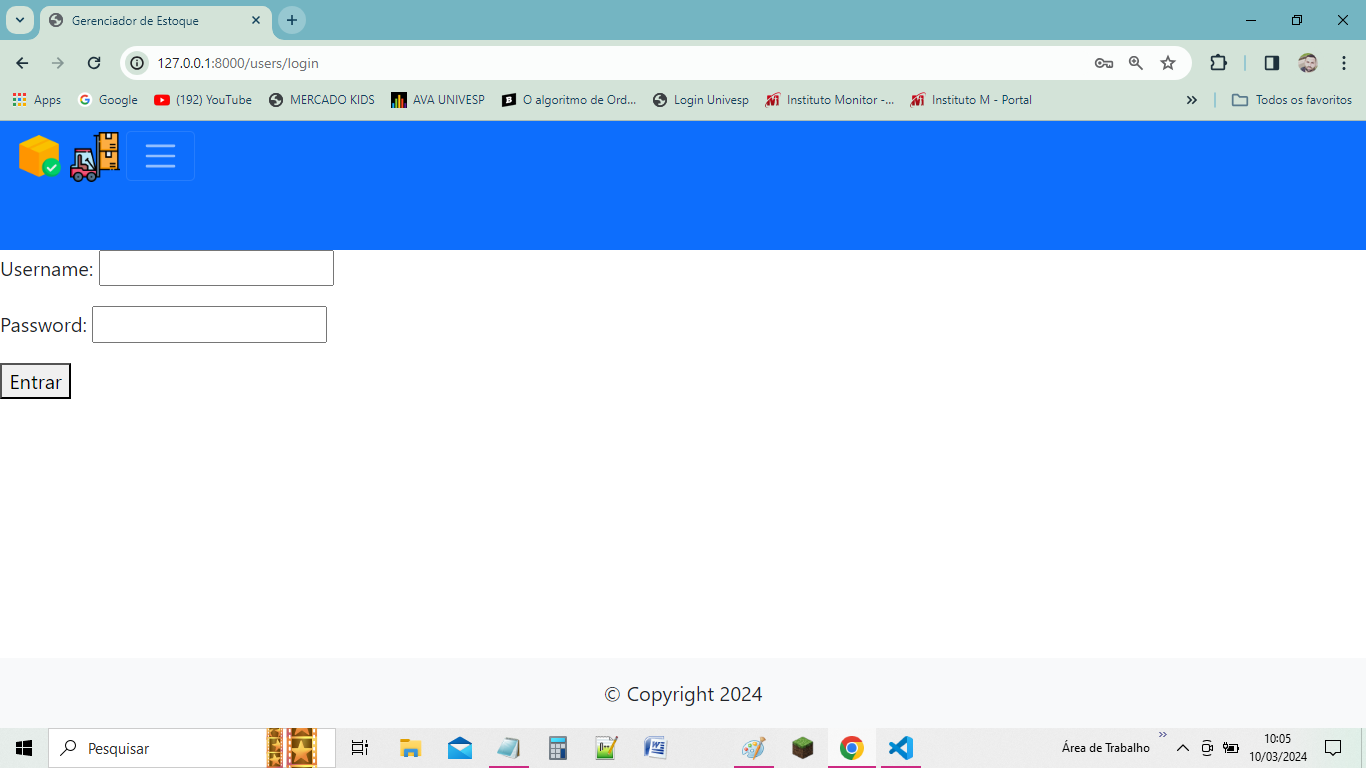 Gerenciador de Estoque
127.0.0.1:8000/users/login
Apps Google (192) YouTube MERCADO KIDS AVA UNIVESP O algoritmo de Ord... Login Univesp Instituto Monitor -... Instituto M - Portal » Todos os favoritos
Username:
Password:
Entrar
© Copyright 2024
Pesquisar Área de Trabalho » 10:05
10/03/2024